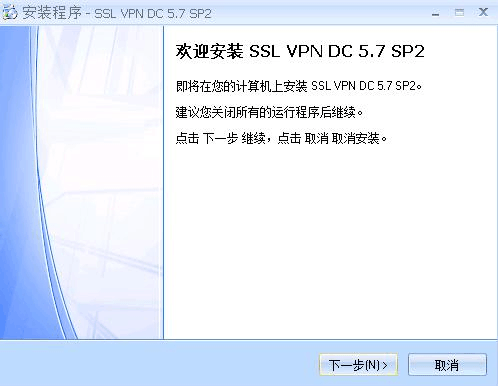 安装程序 - SSL VPN DC 5.7 SP2
欢迎安装 SSL VPN DC 5.7 SP2
即将在您的计算机上安装 SSL VPN DC 5.7 SP2。
建议您关闭所有的运行程序后继续。
点击 下一步 继续，点击 取消 取消安装。
下一步(N)>
取消